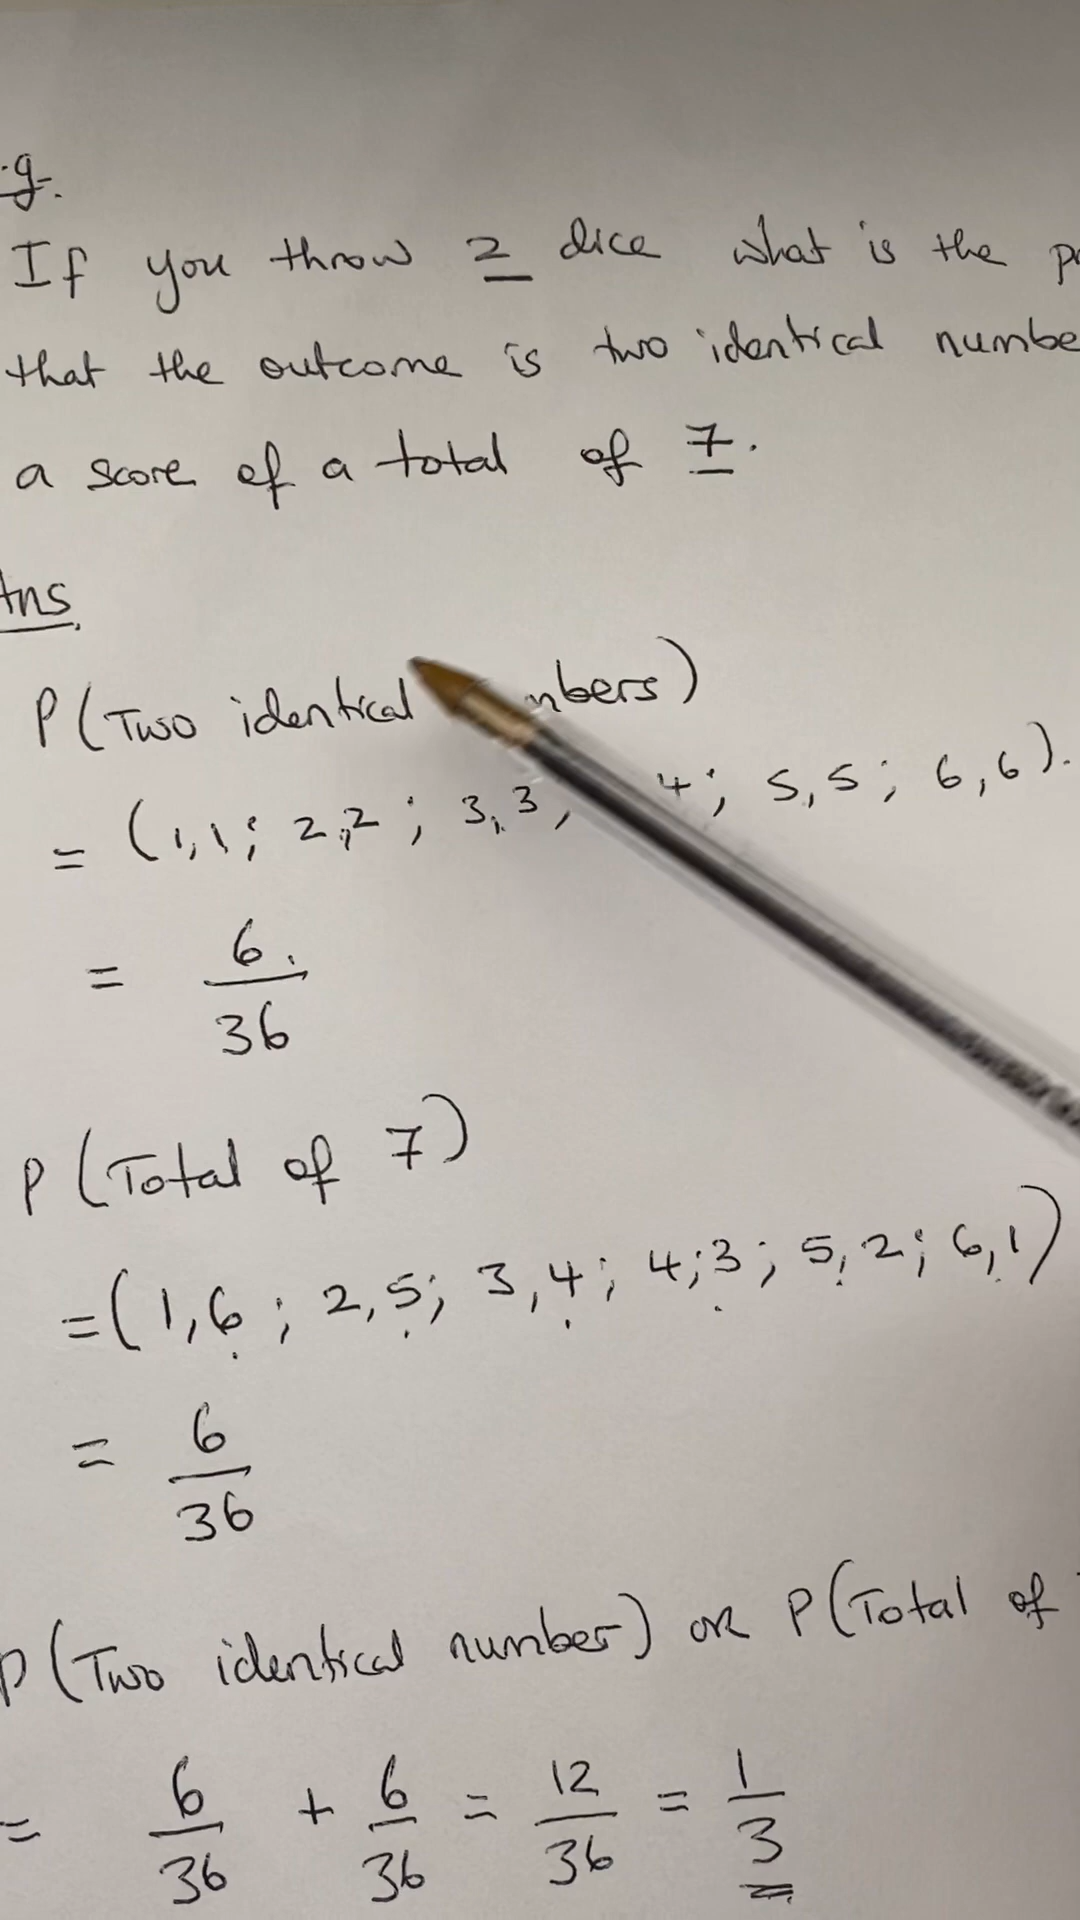 .g.
If you throw 2 dice what is the
that the outcome is two identical numbe
a score of a total of 7.
Ans.
P(Two identical nbers)
= (1,1; 2,2; 3,3, 4; 5,5; 6,6).
= 6/36
P(Total of 7)
=(1,6; 2,5; 3,4; 4;3; 5,2; 6,1)
= 6/36
P(Two identical number) or P(Total of
= 6/36 + 6/36 = 12/36 = 1/3